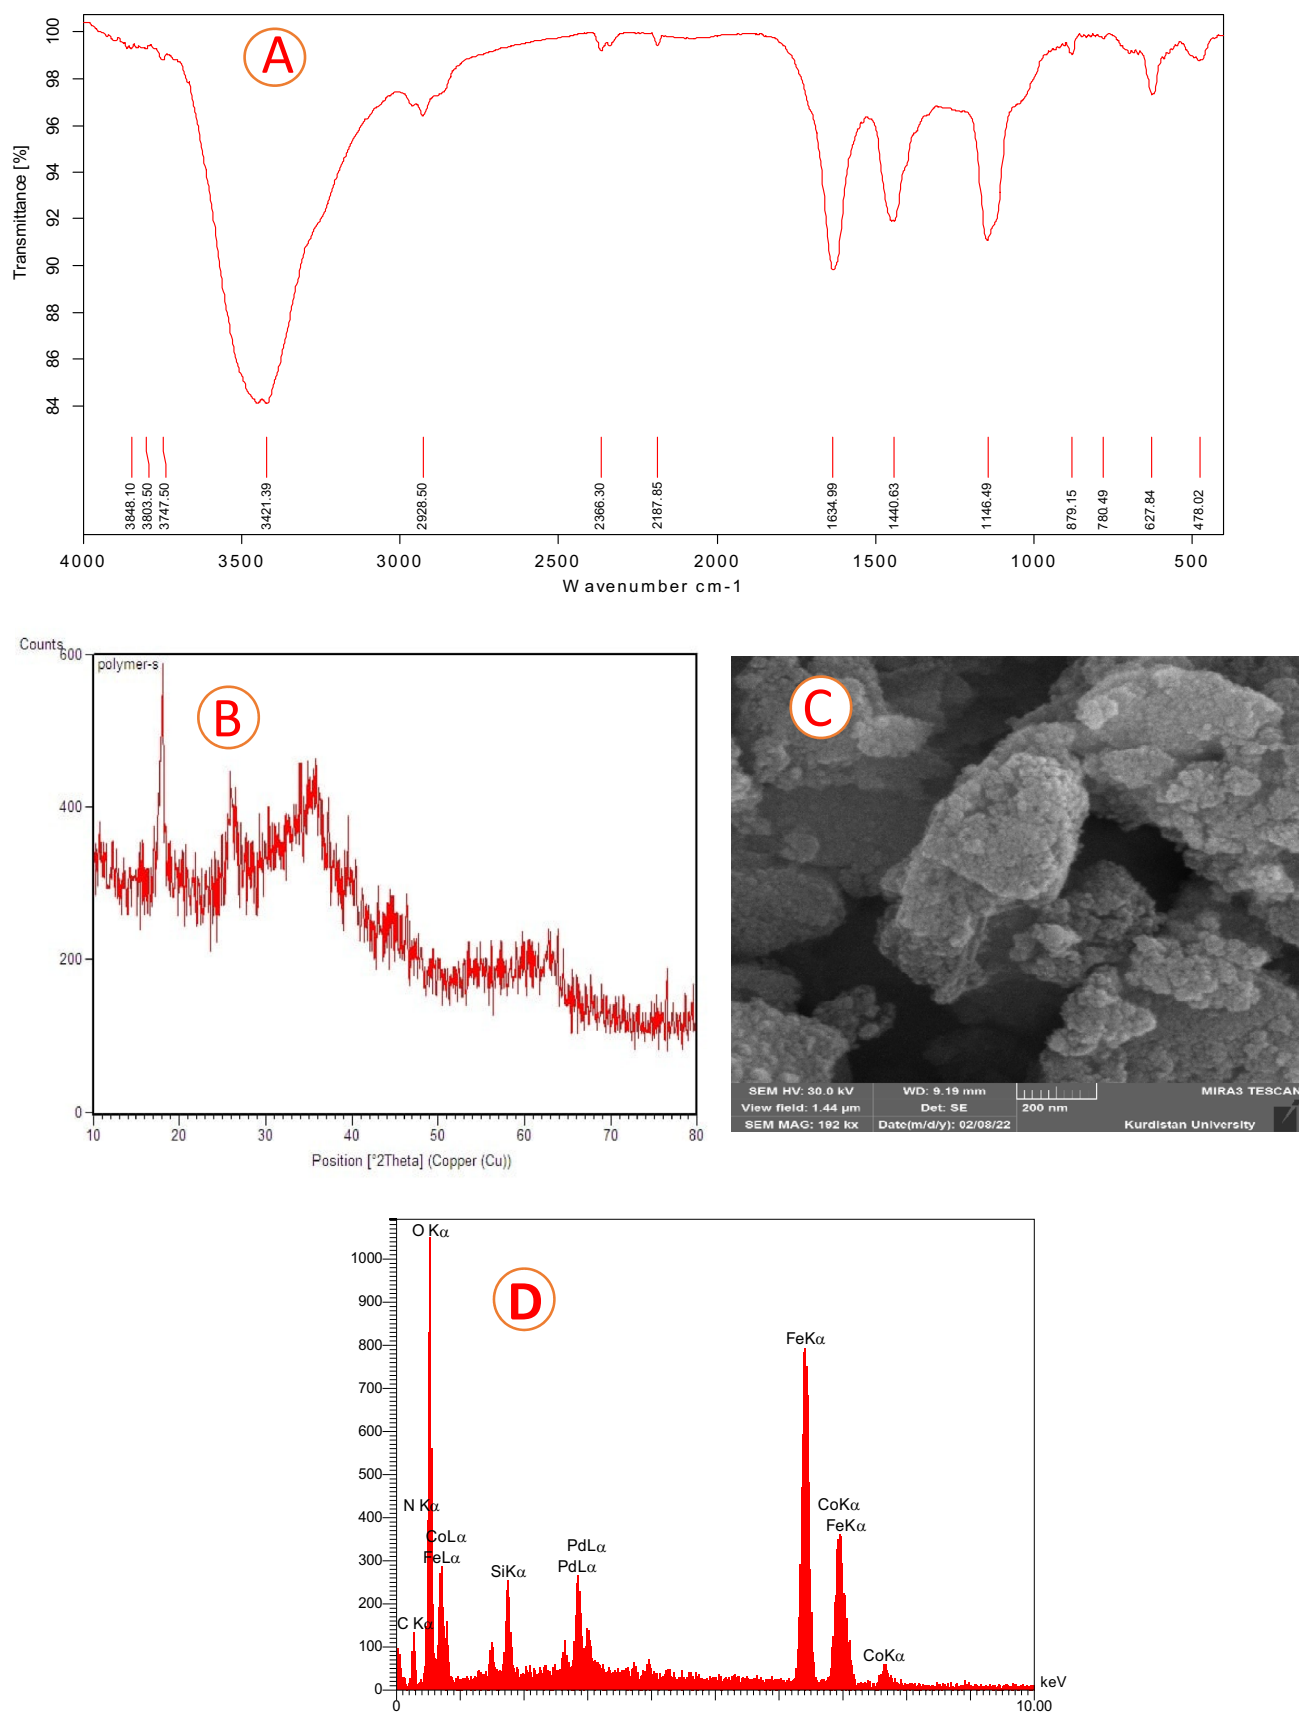 A
Transmittance [%]
100
98
96
94
92
90
88
86
84
3848.10
3803.50
3747.50
3421.39
2928.50
2366.30
2187.85
1634.99
1440.63
1146.49
879.15
780.49
627.84
478.02
4000 3500 3000 2500 2000 1500 1000 500
Wavenumber cm-1
Counts
600
polymer-s
B
400
200
0
10 20 30 40 50 60 70 80
Position [°2Theta] (Copper (Cu))
C
SEM HV: 30.0 kV WD: 9.19 mm MIRA3 TESCAN
View field: 1.44 µm Det: SE 200 nm
SEM MAG: 192 kx Date(m/d/y): 02/08/22 Kurdistan University
D
O Kα
1000
900
800
700
600
500
400
300
200
100
0
FeKα
N Kα
CoLα
FeLα
C Kα
SiKα
PdLα
PdLα
CoKα
FeKα
CoKα
keV
0 10.00